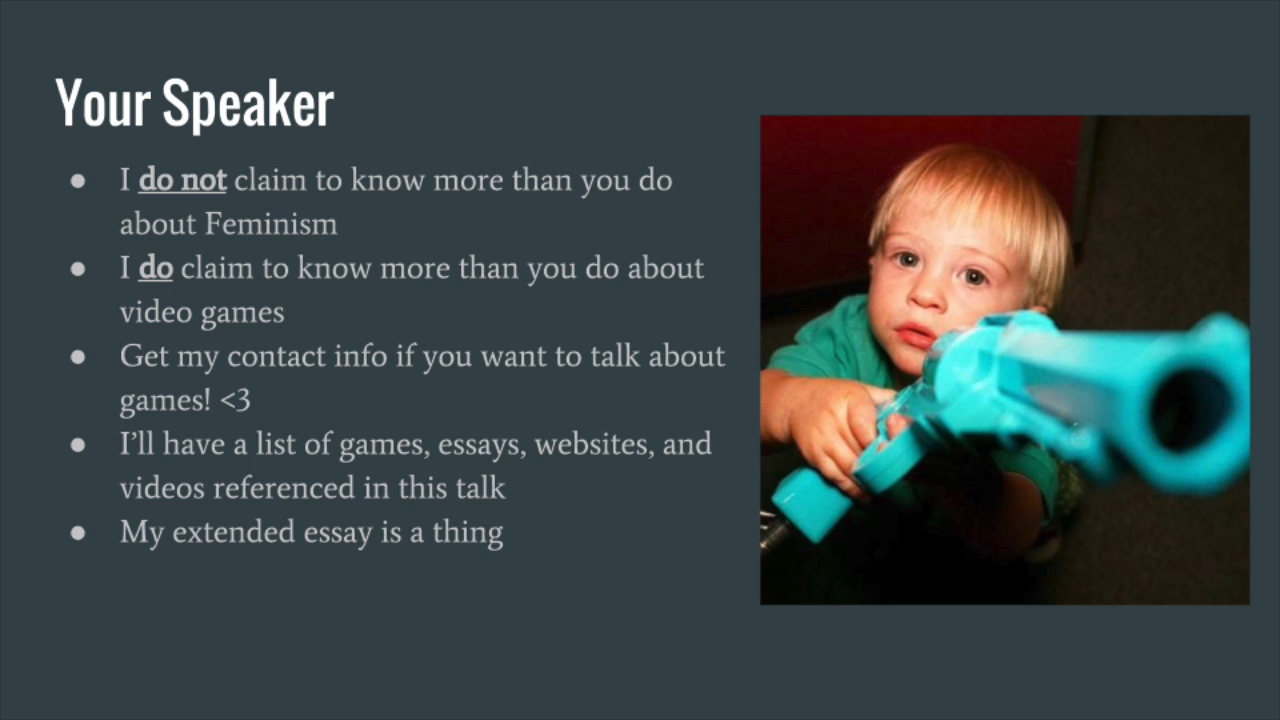 Your Speaker
● I do not claim to know more than you do
about Feminism
● I do claim to know more than you do about
video games
● Get my contact info if you want to talk about
games! <3
● I’ll have a list of games, essays, websites, and
videos referenced in this talk
● My extended essay is a thing